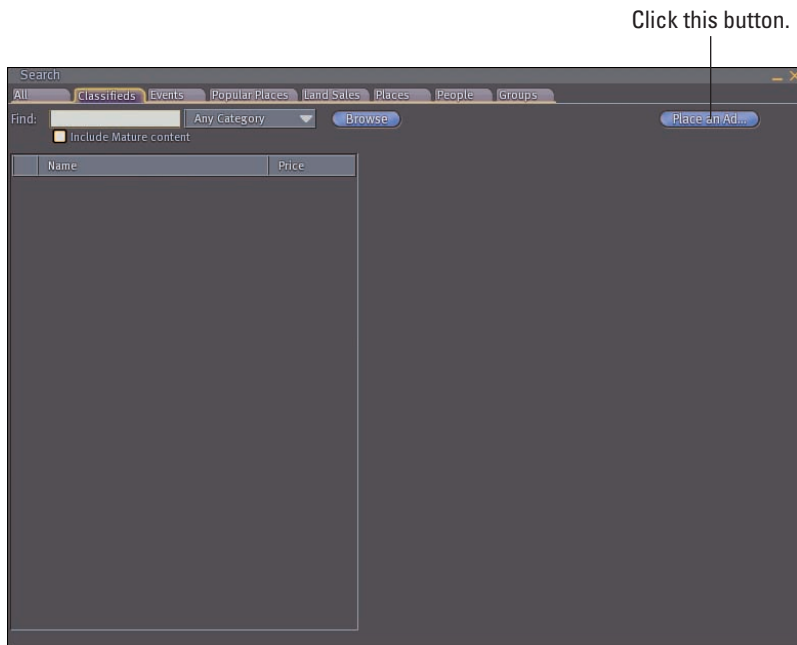 Click this button.
Search
All Classifieds Events Popular Places Land Sales Places People Groups
Find: Any Category Browse Place an Ad...
Include Mature content
Name Price